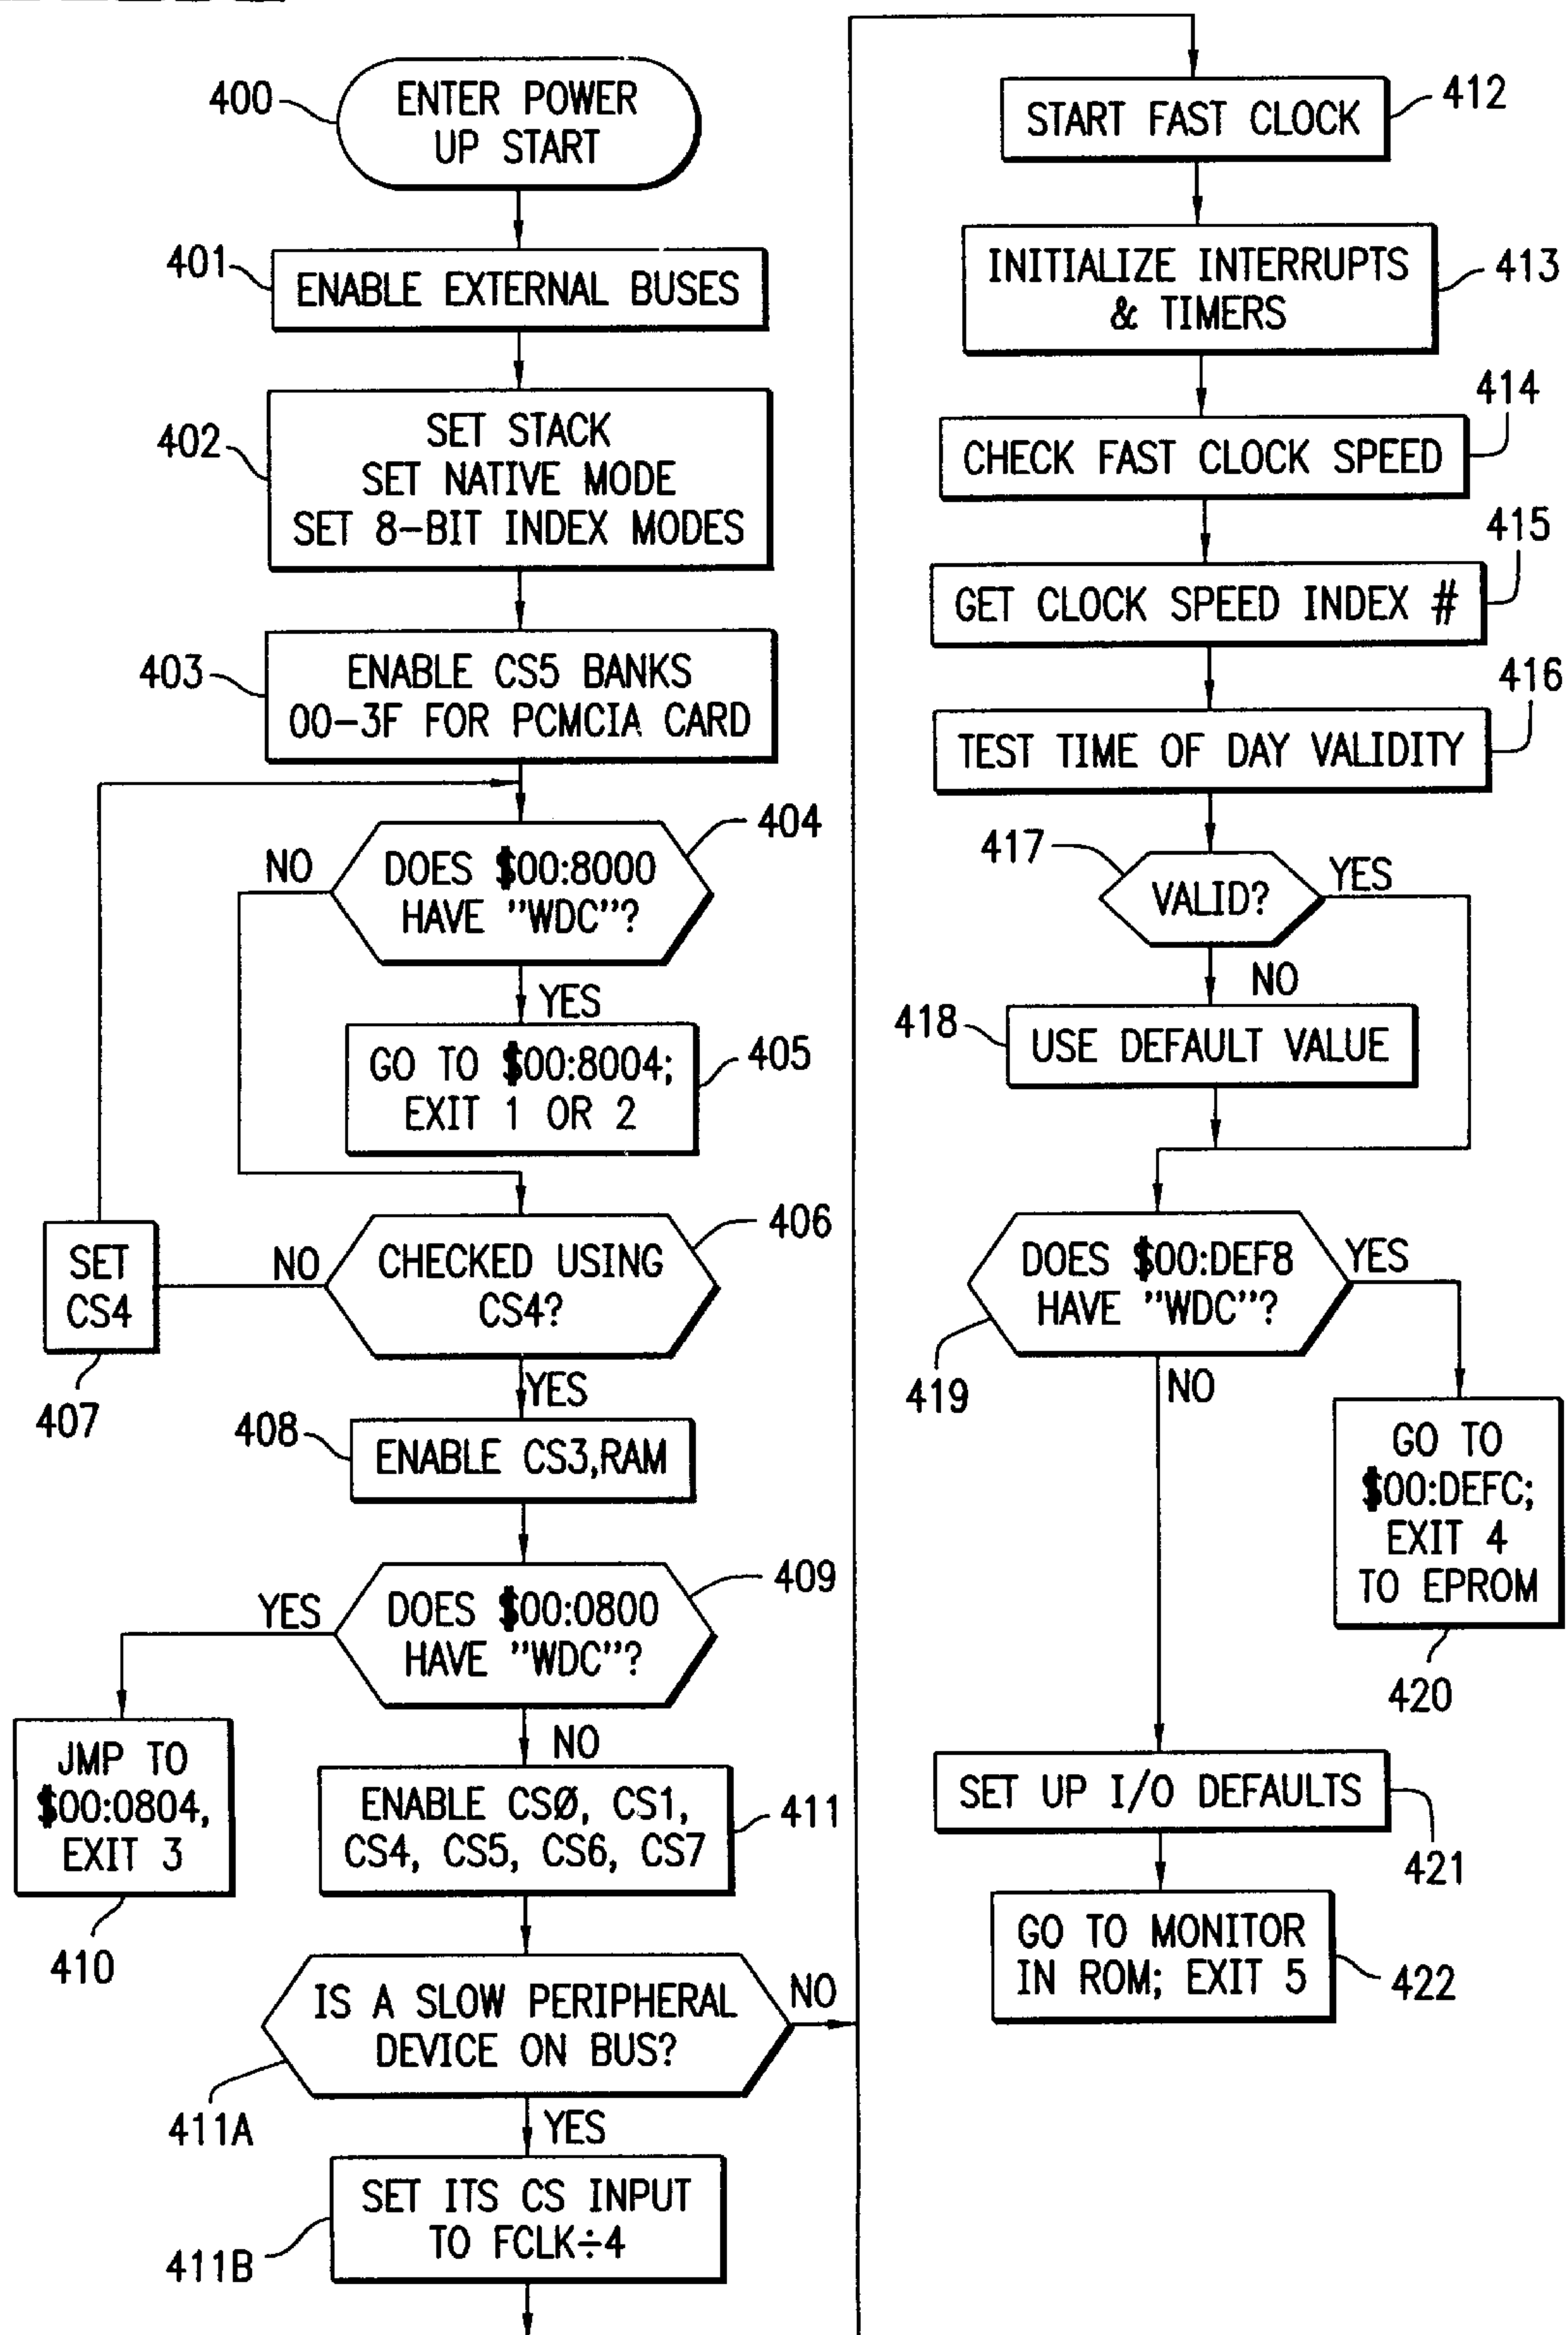 400
ENTER POWER
UP START
401
ENABLE EXTERNAL BUSES
402
SET STACK
SET NATIVE MODE
SET 8-BIT INDEX MODES
403
ENABLE CS5 BANKS
00-3F FOR PCMCIA CARD
404
NO
DOES $00:8000
HAVE "WDC"?
YES
405
GO TO $00:8004;
EXIT 1 OR 2
406
SET
CS4
NO
CHECKED USING
CS4?
407
YES
408
ENABLE CS3,RAM
409
YES
DOES $00:0800
HAVE "WDC"?
JMP TO
$00:0804,
EXIT 3
410
NO
ENABLE CSØ, CS1,
CS4, CS5, CS6, CS7
411
IS A SLOW PERIPHERAL
DEVICE ON BUS?
NO
411A
YES
SET ITS CS INPUT
TO FCLK÷4
411B
START FAST CLOCK
412
INITIALIZE INTERRUPTS
& TIMERS
413
414
CHECK FAST CLOCK SPEED
415
GET CLOCK SPEED INDEX #
416
TEST TIME OF DAY VALIDITY
417
VALID?
YES
NO
418
USE DEFAULT VALUE
DOES $00:DEF8
HAVE "WDC"?
YES
419
NO
GO TO
$00:DEFC;
EXIT 4
TO EPROM
420
SET UP I/O DEFAULTS
421
GO TO MONITOR
IN ROM; EXIT 5
422